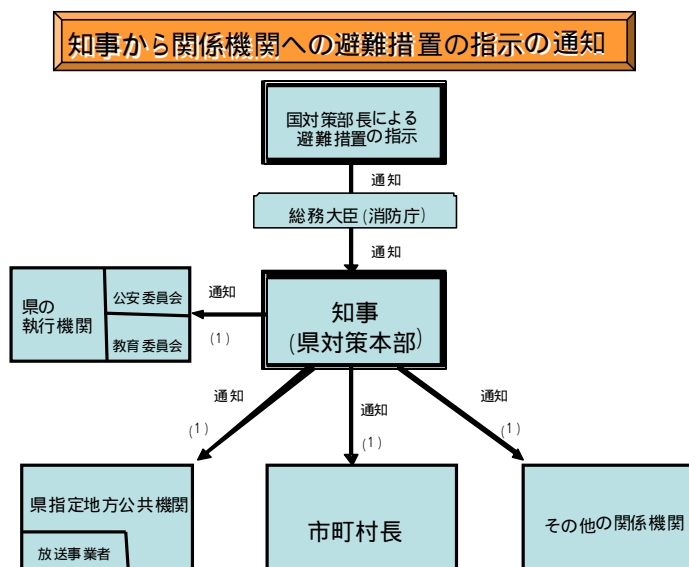 知事から関係機関への避難措置の指示の通知
国対策部長による
避難措置の指示
通知
総務大臣(消防庁)
通知
県の
執行機関
公安委員会
教育委員会
通知
(1)
知事
(県対策本部)
通知
(1)
通知
(1)
通知
(1)
県指定地方公共機関
放送事業者
市町村長
その他の関係機関